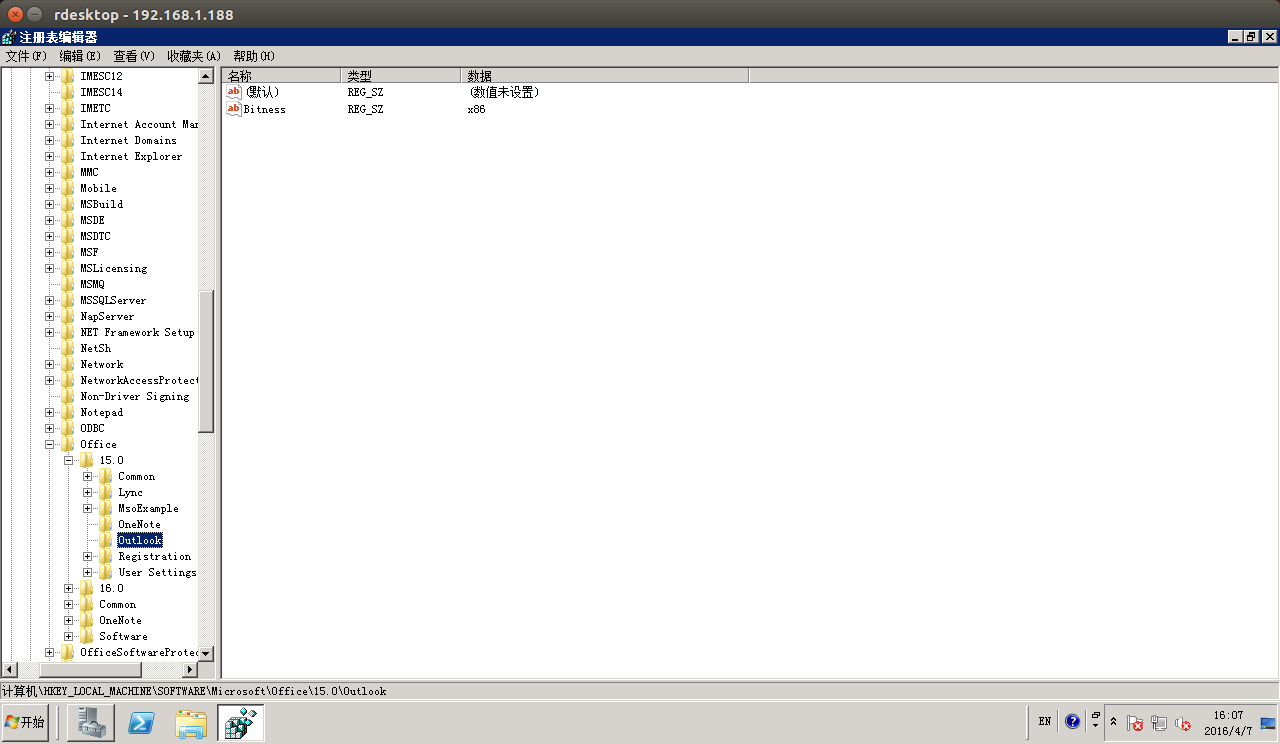 rdesktop - 192.168.1.188
注册表编辑器
文件(F) 编辑(E) 查看(V) 收藏夹(A) 帮助(H)
IMESC12
IMESC14
IMETC
Internet Account Mar
Internet Domains
Internet Explorer
MMC
Mobile
MSBuild
MSDE
MSDTC
MSF
MSLicensing
MSMQ
MSSQLServer
NapServer
NET Framework Setup
NetSh
Network
NetworkAccessProtect
Non-Driver Signing
Notepad
ODBC
Office
15.0
Common
Lync
MsoExample
OneNote
Outlook
Registration
User Settings
16.0
Common
OneNote
Software
OfficeSoftwareProtec
名称 类型 数据
ab (默认) REG_SZ (数值未设置)
ab Bitness REG_SZ x86
计算机\HKEY_LOCAL_MACHINE\SOFTWARE\Microsoft\Office\15.0\Outlook
开始
EN
16:07
2016/4/7